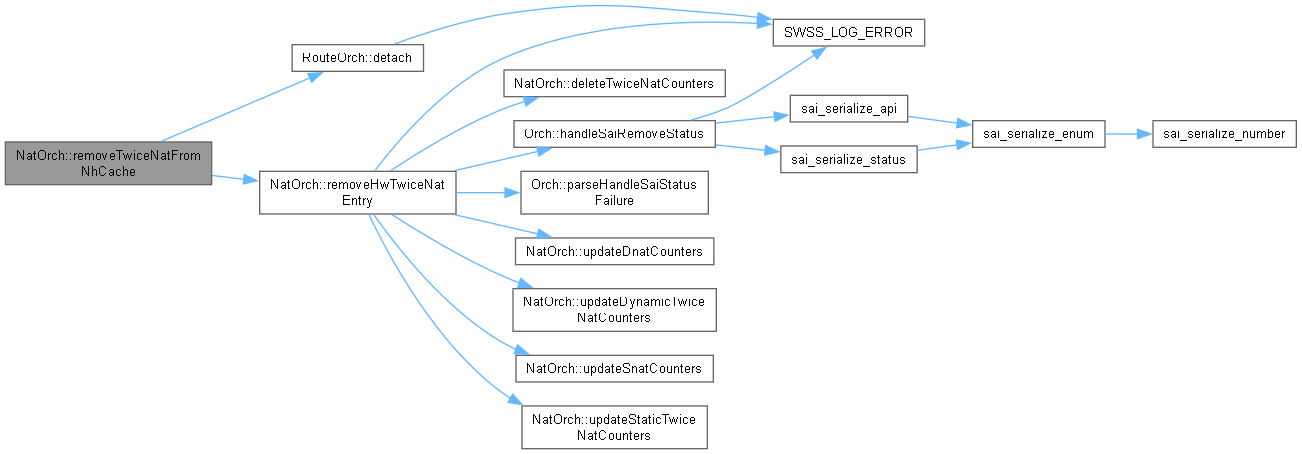 SWSS_LOG_ERROR
RouteOrch::detach
NatOrch::deleteTwiceNatCounters
sai_serialize_api
Orch::handleSaiRemoveStatus
sai_serialize_enum
sai_serialize_number
NatOrch::removeTwiceNatFrom
NhCache
sai_serialize_status
NatOrch::removeHwTwiceNat
Entry
Orch::parseHandleSaiStatus
Failure
NatOrch::updateDnatCounters
NatOrch::updateDynamicTwice
NatCounters
NatOrch::updateSnatCounters
NatOrch::updateStaticTwice
NatCounters